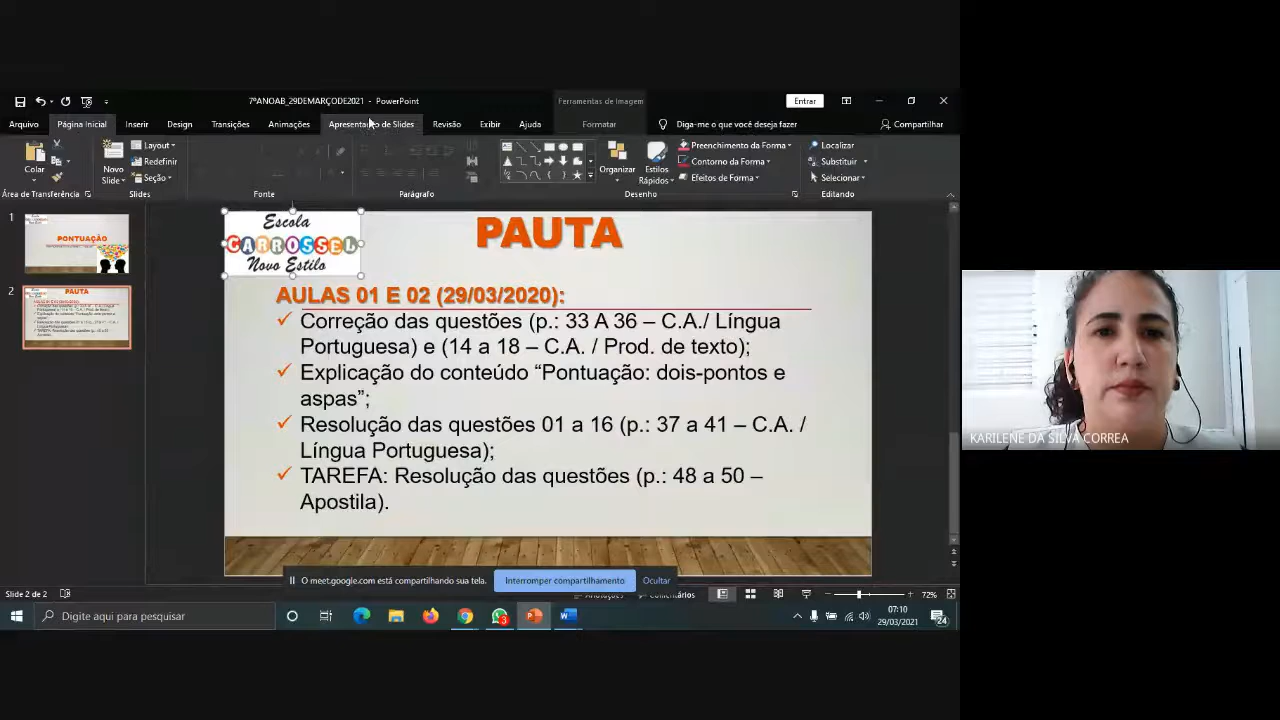 7ºANOAB_29DEMARÇODE2021 - PowerPoint
Ferramentas de Imagem
Entrar
Arquivo
Página Inicial
Inserir
Design
Transições
Animações
Apresentação de Slides
Revisão
Exibir
Ajuda
Formatar
Diga-me o que você deseja fazer
Compartilhar
Colar
Novo
Slide
Layout
Redefinir
Seção
Organizar
Estilos
Rápidos
Preenchimento da Forma
Contorno da Forma
Efeitos de Forma
Localizar
Substituir
Selecionar
Área de Transferência
Slides
Fonte
Parágrafo
Desenho
Editando
1
PONTUAÇÃO
2
PAUTA
Escola
CARROSSEL
Novo Estilo
PAUTA
AULAS 01 E 02 (29/03/2020):
Correção das questões (p.: 33 A 36 – C.A./ Língua
Portuguesa) e (14 a 18 – C.A. / Prod. de texto);
Explicação do conteúdo “Pontuação: dois-pontos e
aspas”;
Resolução das questões 01 a 16 (p.: 37 a 41 – C.A. /
Língua Portuguesa);
TAREFA: Resolução das questões (p.: 48 a 50 –
Apostila).
KARILENE DA SILVA CORREA
O meet.google.com está compartilhando sua tela.
Interromper compartilhamento
Ocultar
Slide 2 de 2
Anotações
Comentários
72%
Digite aqui para pesquisar
3
07:10
29/03/2021
24